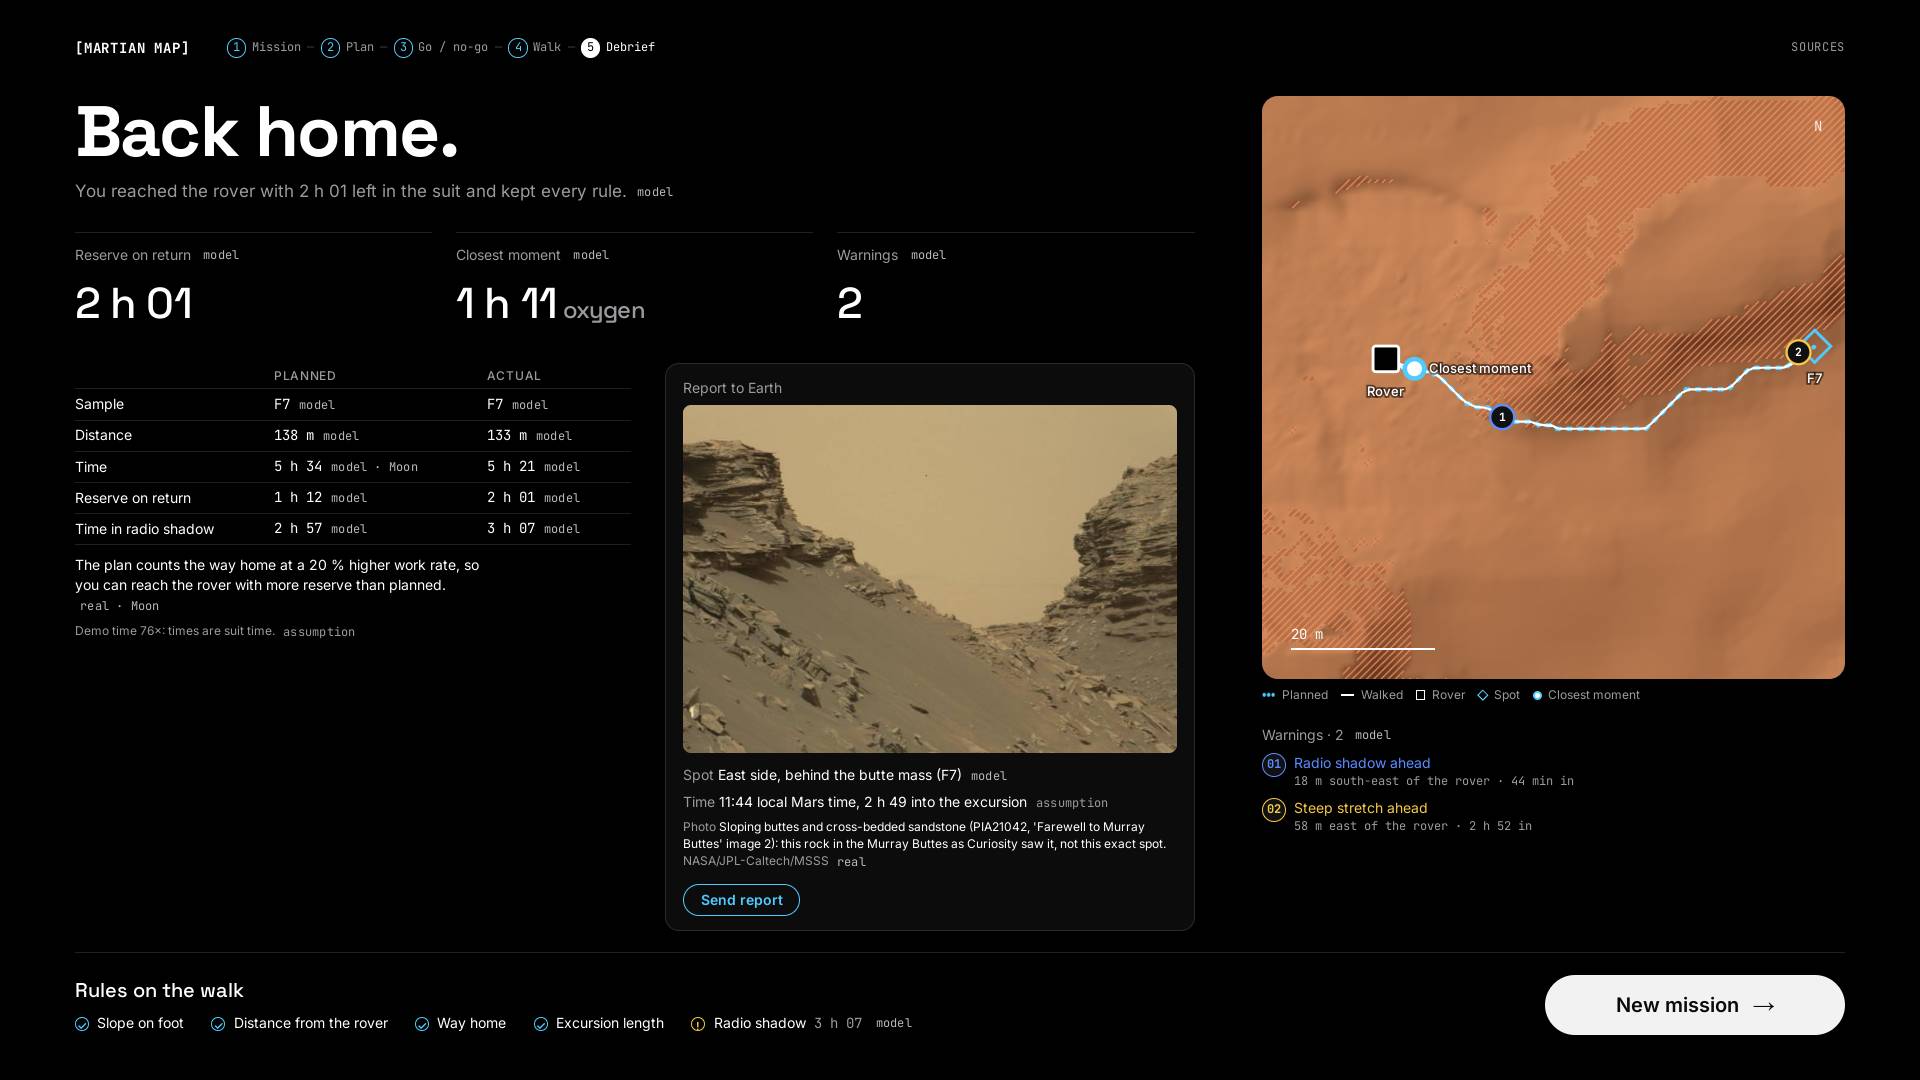 [MARTIAN MAP] 1 Mission — 2 Plan — 3 Go / no-go — 4 Walk — 5 Debrief SOURCES
Back home.
You reached the rover with 2 h 01 left in the suit and kept every rule. model
Reserve on return model
2 h 01
Closest moment model
1 h 11 oxygen
Warnings model
2
PLANNED ACTUAL
Sample F7 model F7 model
Distance 138 m model 133 m model
Time 5 h 34 model · Moon 5 h 21 model
Reserve on return 1 h 12 model 2 h 01 model
Time in radio shadow 2 h 57 model 3 h 07 model
The plan counts the way home at a 20 % higher work rate, so
you can reach the rover with more reserve than planned.
real · Moon
Demo time 76×: times are suit time. assumption
Report to Earth
Spot East side, behind the butte mass (F7) model
Time 11:44 local Mars time, 2 h 49 into the excursion assumption
Photo Sloping buttes and cross-bedded sandstone (PIA21042, 'Farewell to Murray
Buttes' image 2): this rock in the Murray Buttes as Curiosity saw it, not this exact spot.
NASA/JPL-Caltech/MSSS real
Send report
N
2
Closest moment
F7
Rover
1
20 m
Planned Walked Rover Spot Closest moment
Warnings · 2 model
01 Radio shadow ahead
18 m south-east of the rover · 44 min in
02 Steep stretch ahead
58 m east of the rover · 2 h 52 in
Rules on the walk
Slope on foot Distance from the rover Way home Excursion length Radio shadow 3 h 07 model
New mission →